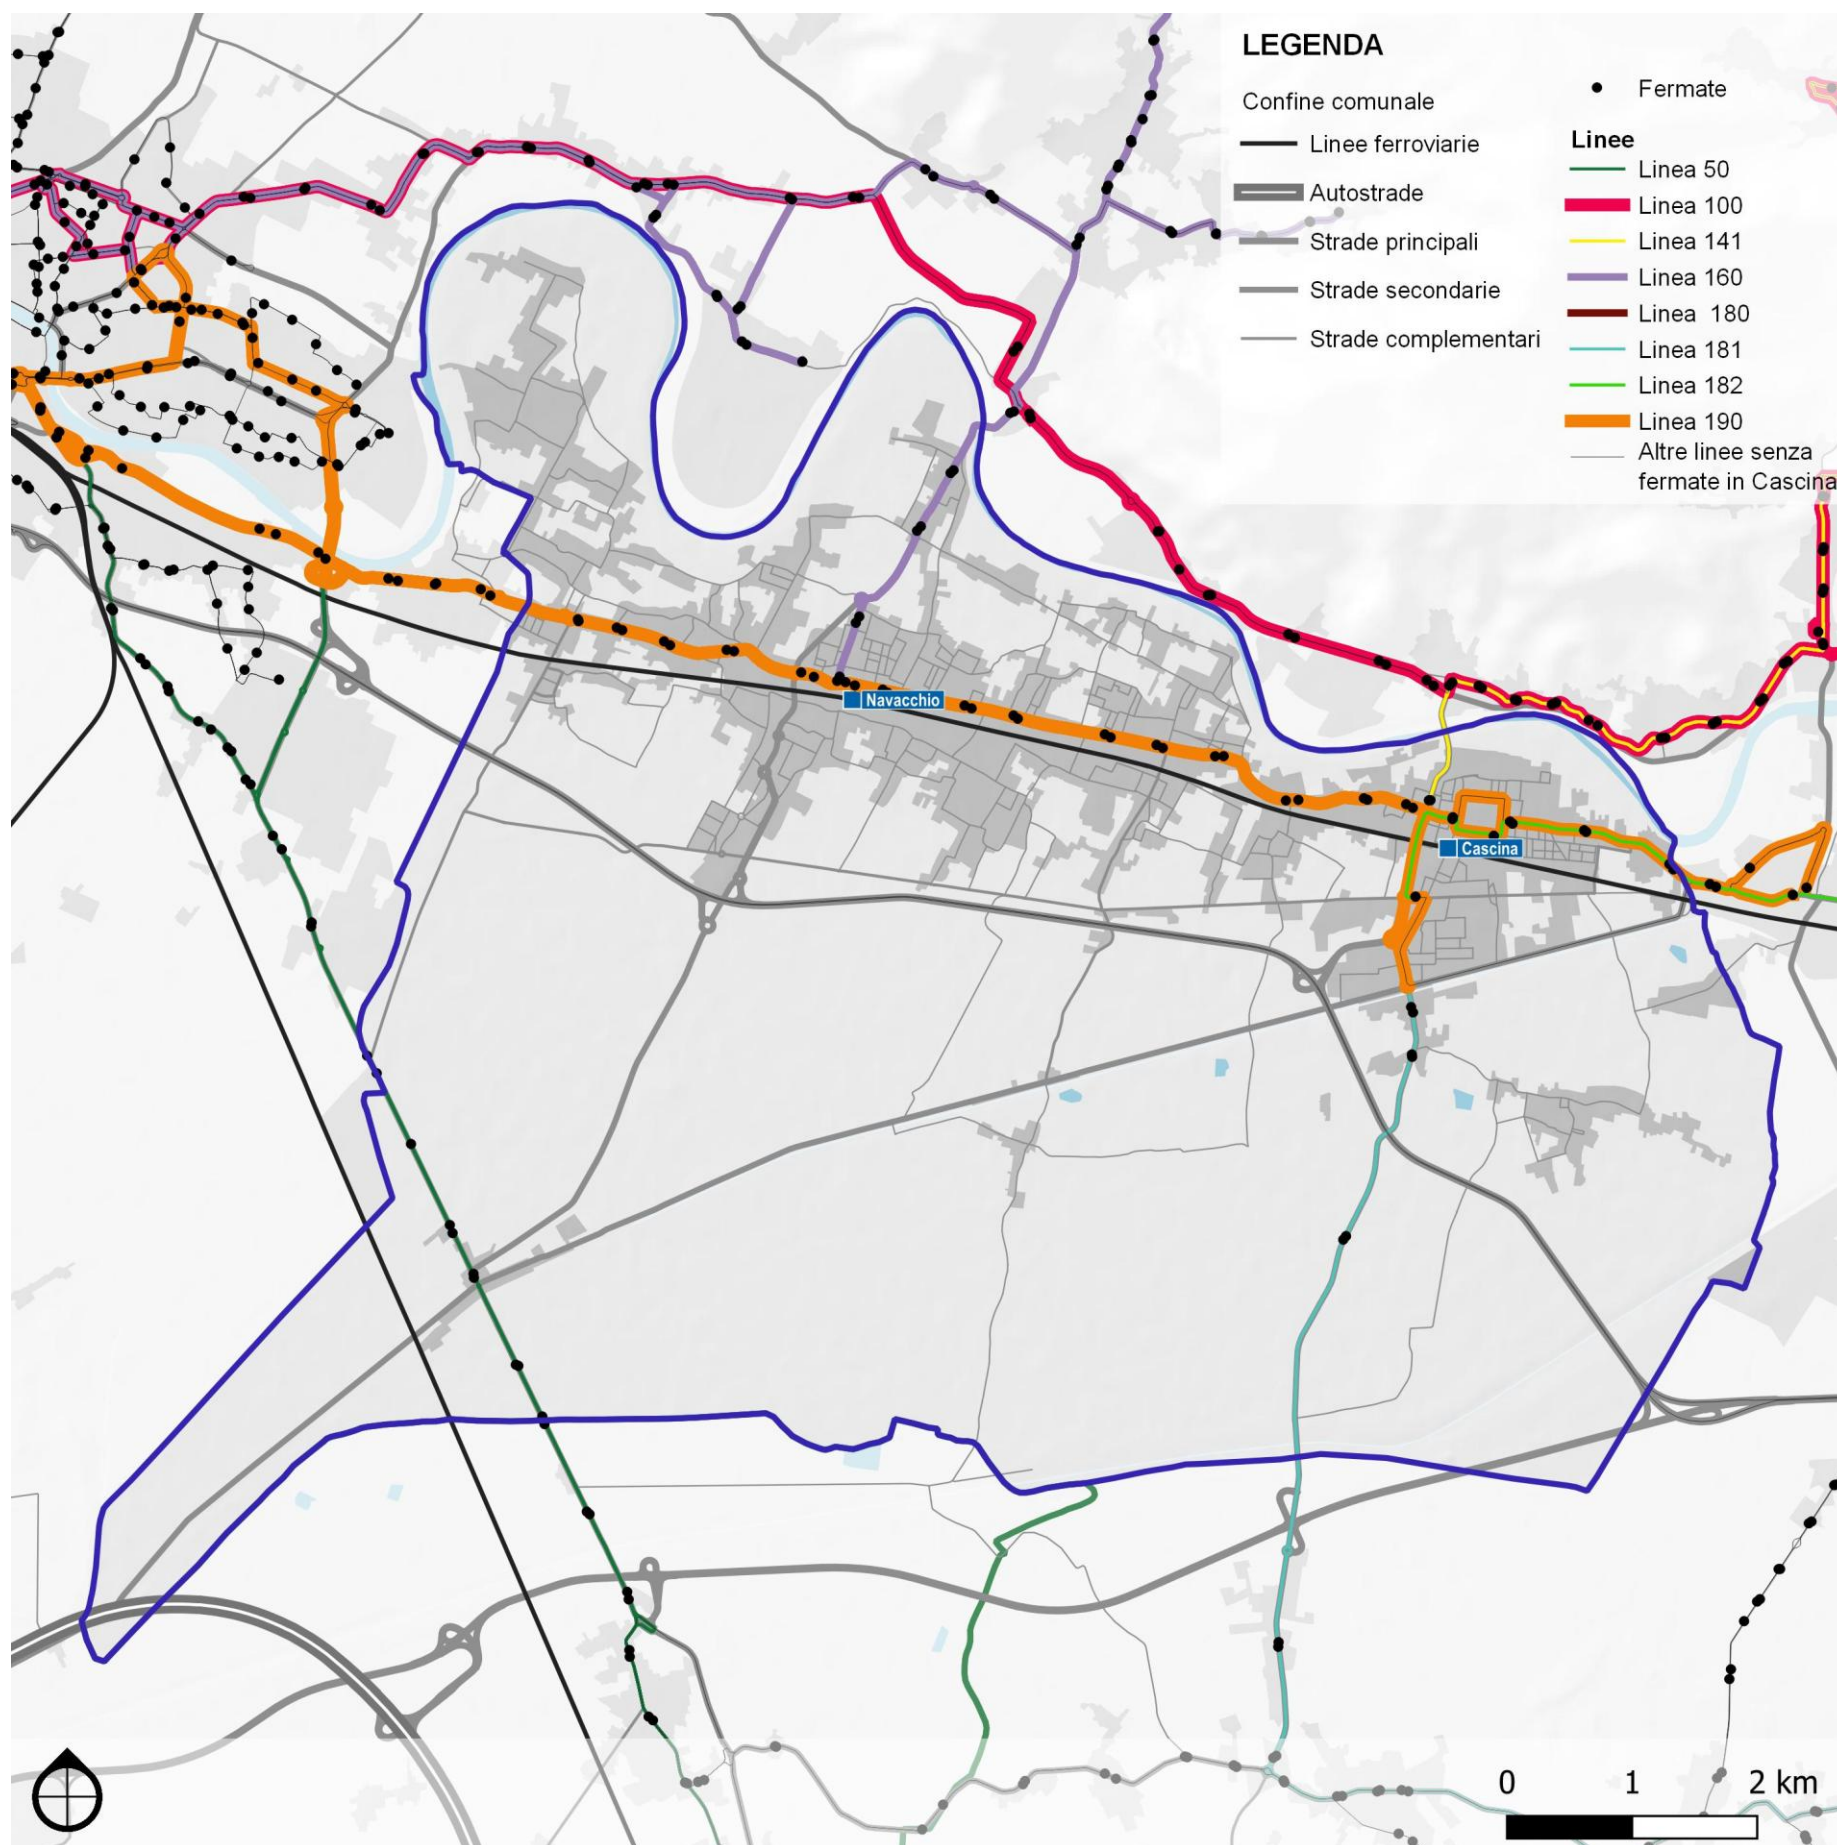 LEGENDA
Confine comunale
Linee ferroviarie
Autostrade
Strade principali
Strade secondarie
Strade complementari
Fermate
Linee
Linea 50
Linea 100
Linea 141
Linea 160
Linea 180
Linea 181
Linea 182
Linea 190
Altre linee senza
fermate in Cascina
Navacchio
Cascina
0 1 2 km